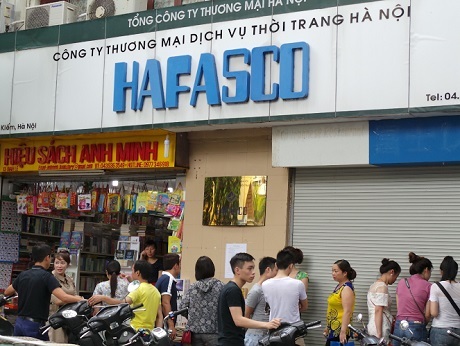 TỔNG CÔNG TY THƯƠNG MẠI HÀ NỘI
CÔNG TY THƯƠNG MẠI DỊCH VỤ THỜI TRANG HÀ NỘI
HAFASCO
Kiếm, Hà Nội
Tel: 04.
HIỆU SÁCH ANH MINH